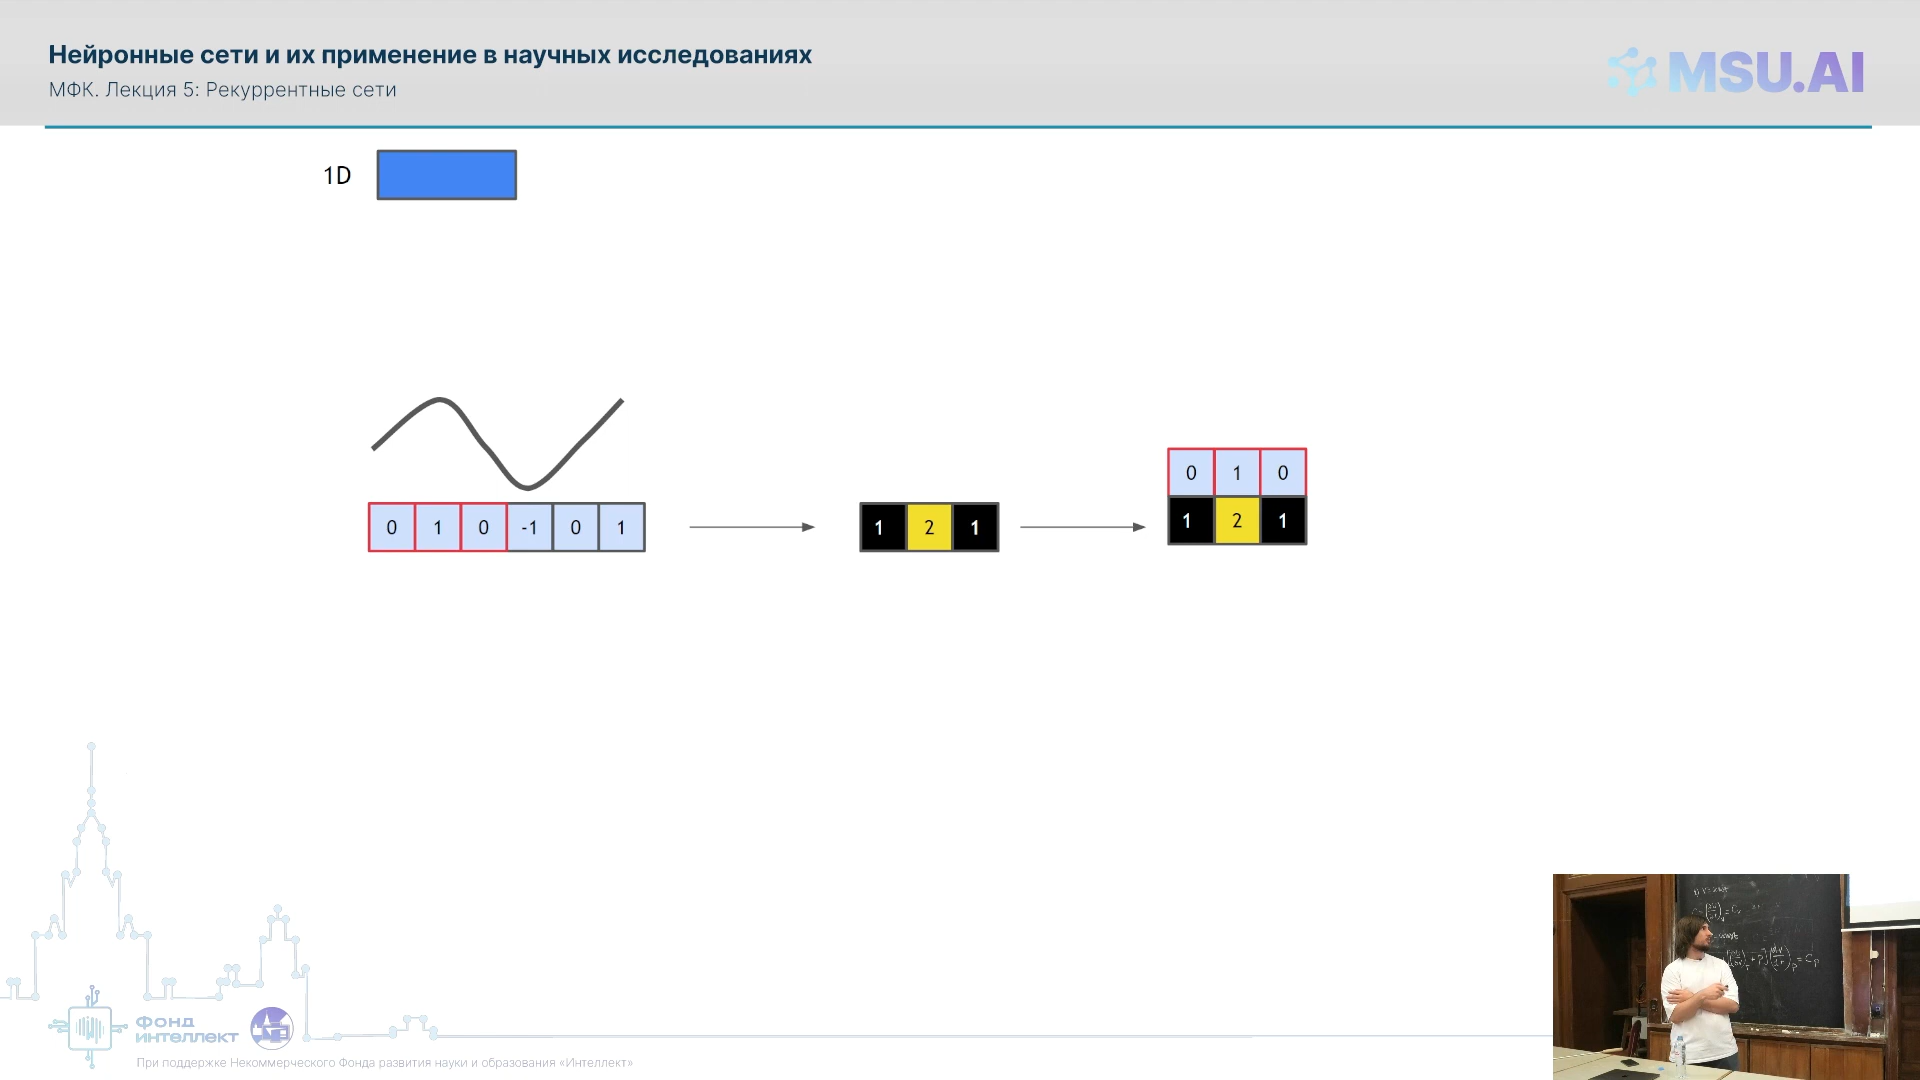 Нейронные сети и их применение в научных исследованиях
МФК. Лекция 5: Рекуррентные сети
MSU.AI
1D
0 1 0 -1 0 1
1 2 1
0 1 0
1 2 1
Фонд
интеллект
При поддержке Некоммерческого Фонда развития науки и образования «Интеллект»